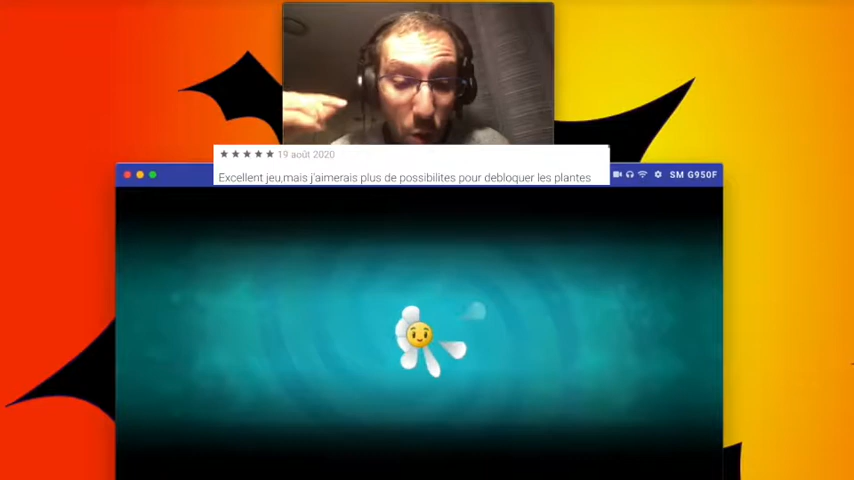 ★★★★★ 19 août 2020
Excellent jeu,mais j'aimerais plus de possibilites pour debloquer les plantes
SM G950F